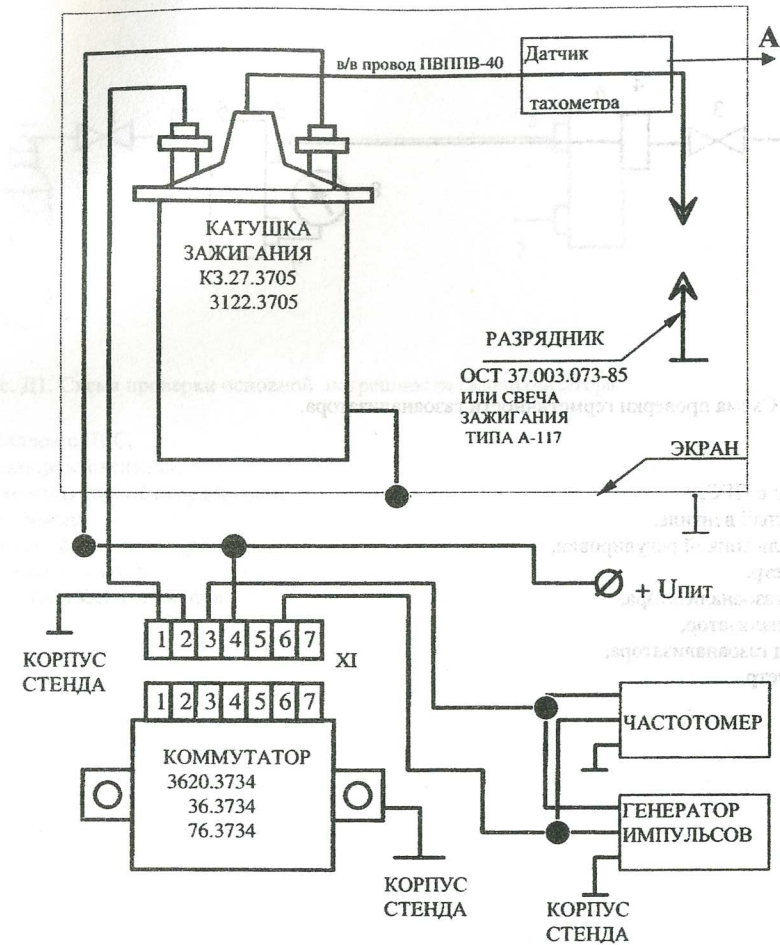 А
в/в провод ПВППВ-40
Датчик
тахометра
КАТУШКА
ЗАЖИГАНИЯ
КЗ.27.3705
3122.3705
РАЗРЯДНИК
ОСТ 37.003.073-85
ИЛИ СВЕЧА
ЗАЖИГАНИЯ
ТИПА А-117
ЭКРАН
+ Uпит
1 2 3 4 5 6 7
XI
КОРПУС
СТЕНДА
1 2 3 4 5 6 7
КОММУТАТОР
3620.3734
36.3734
76.3734
ЧАСТОТОМЕР
ГЕНЕРАТОР
ИМПУЛЬСОВ
КОРПУС
СТЕНДА
КОРПУС
СТЕНДА